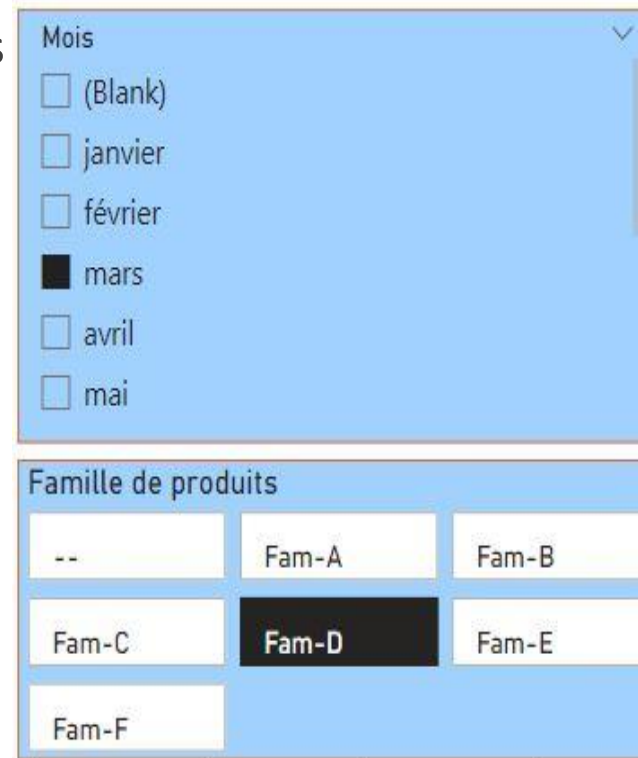 Mois
(Blank)
janvier
février
mars
avril
mai
Famille de produits
-- Fam-A Fam-B
Fam-C Fam-D Fam-E
Fam-F